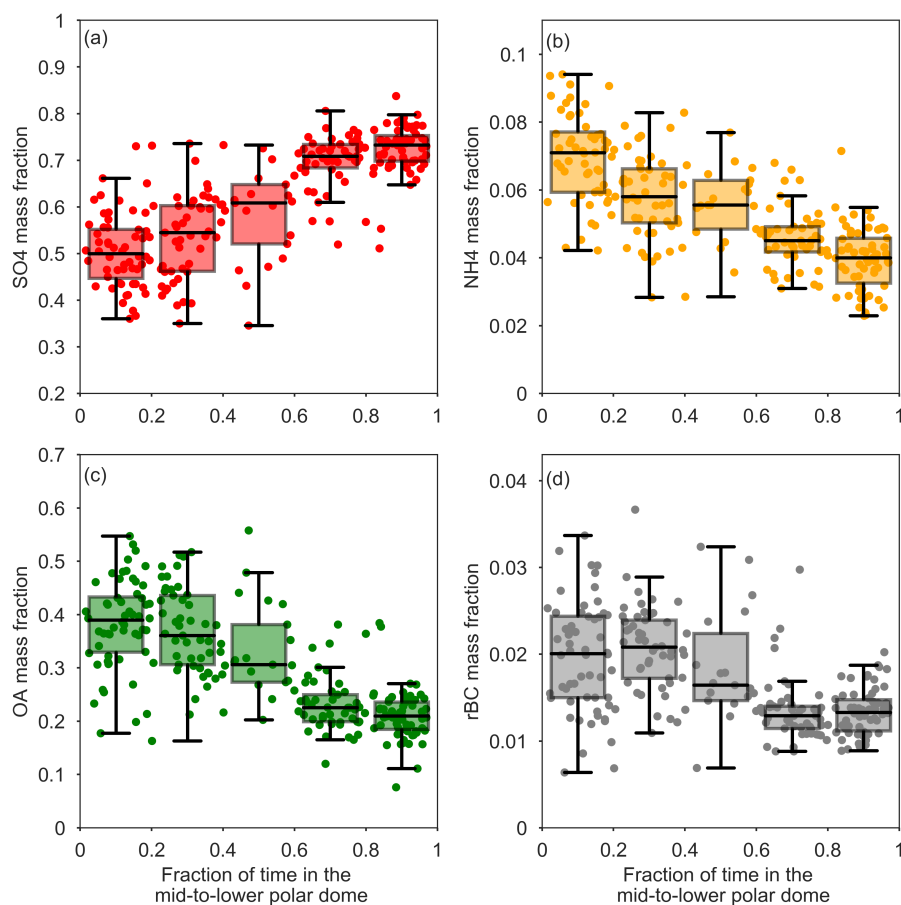 (a)
SO4 mass fraction
1
0.9
0.8
0.7
0.6
0.5
0.4
0.3
0.2
0 0.2 0.4 0.6 0.8 1
(b)
NH4 mass fraction
0.1
0.08
0.06
0.04
0.02
0
0 0.2 0.4 0.6 0.8 1
(c)
OA mass fraction
0.7
0.6
0.5
0.4
0.3
0.2
0.1
0
0 0.2 0.4 0.6 0.8 1
Fraction of time in the
mid-to-lower polar dome
(d)
rBC mass fraction
0.04
0.03
0.02
0.01
0
0 0.2 0.4 0.6 0.8 1
Fraction of time in the
mid-to-lower polar dome